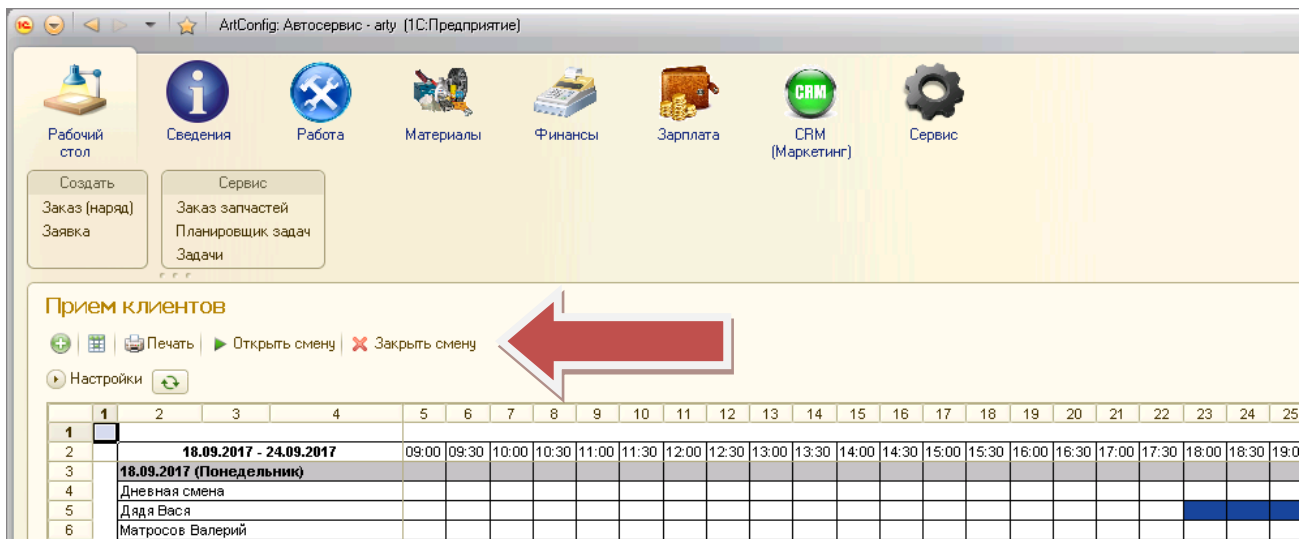 ArtConfig: Автосервис - arty (1С:Предприятие)
Рабочий стол
Сведения
Работа
Материалы
Финансы
Зарплата
CRM
CRM (Маркетинг)
Сервис
Создать
Заказ (наряд)
Заявка
Сервис
Заказ запчастей
Планировщик задач
Задачи
Прием клиентов
Печать Открыть смену Закрыть смену
Настройки
1 2 3 4 5 6 7 8 9 10 11 12 13 14 15 16 17 18 19 20 21 22 23 24 25
1
2 18.09.2017 - 24.09.2017 09:00 09:30 10:00 10:30 11:00 11:30 12:00 12:30 13:00 13:30 14:00 14:30 15:00 15:30 16:00 16:30 17:00 17:30 18:00 18:30 19:0
3 18.09.2017 (Понедельник)
4 Дневная смена
5 Дядя Вася
6 Матросов Валерий